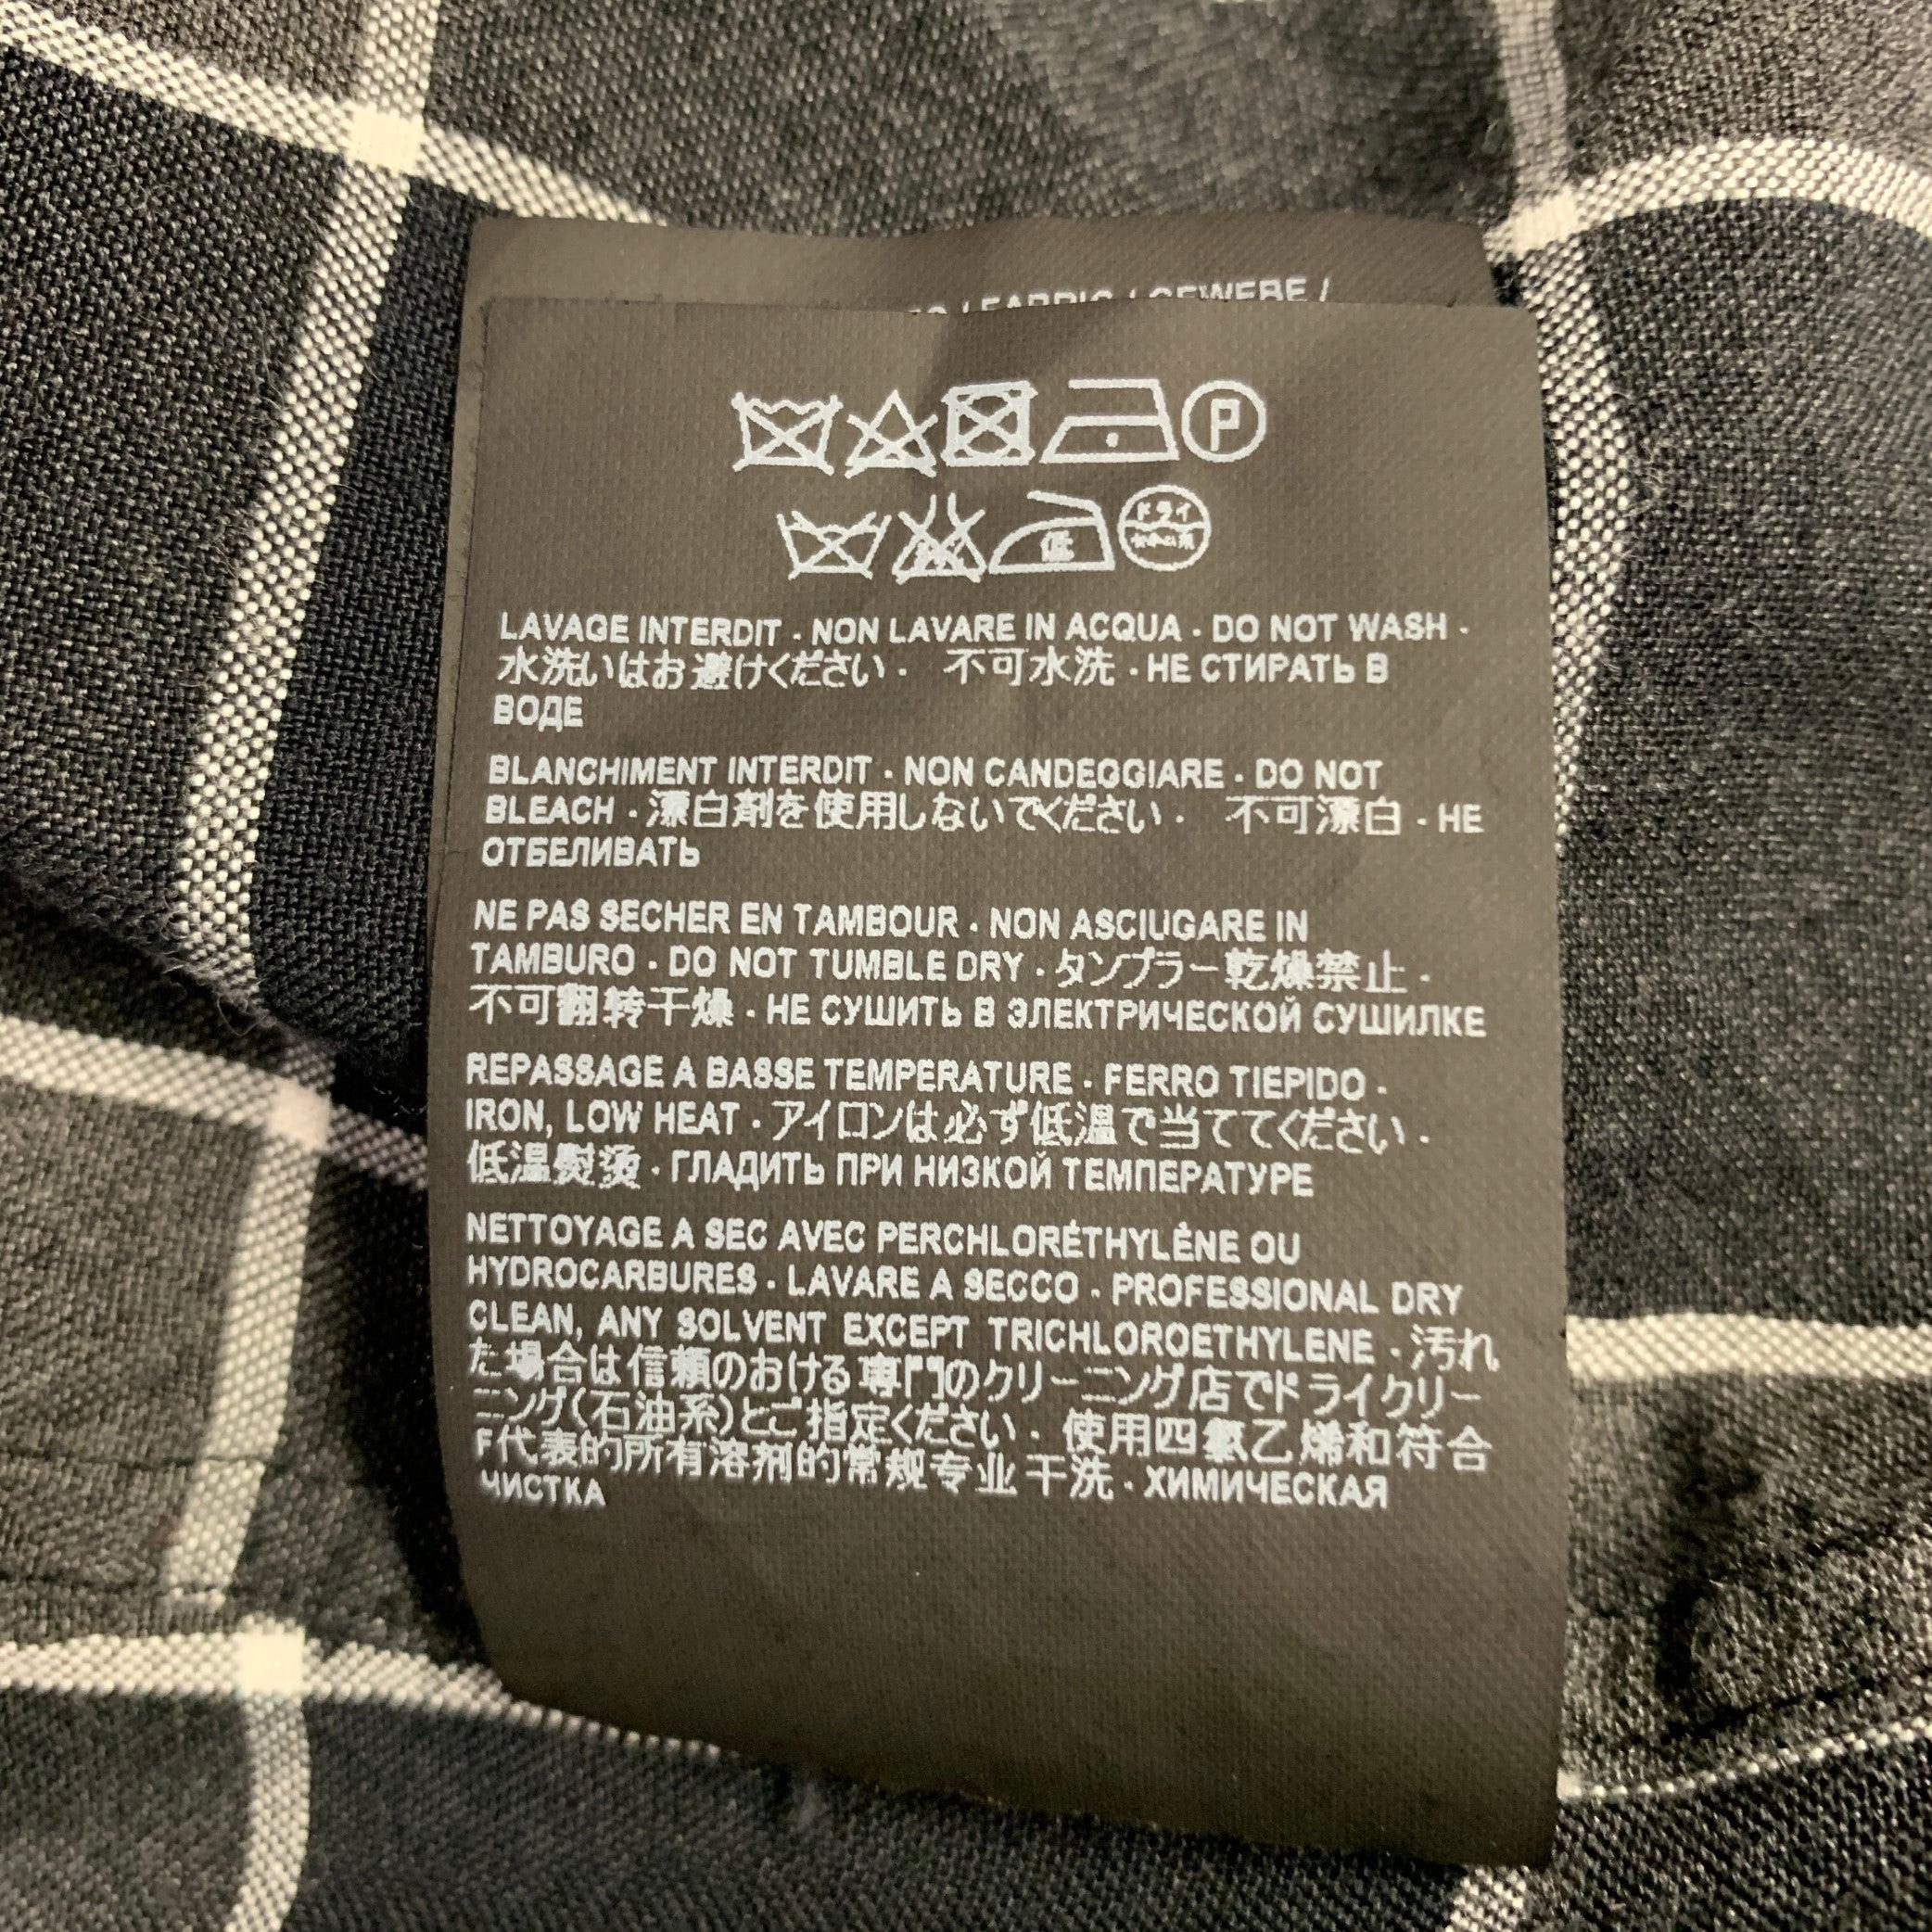 / FABRIC / GEWEBE /
P
低
ドライ
LAVAGE INTERDIT · NON LAVARE IN ACQUA · DO NOT WASH ·
水洗いはお避けください · 不可水洗 · НЕ СТИРАТЬ В
ВОДЕ
BLANCHIMENT INTERDIT · NON CANDEGGIARE · DO NOT
BLEACH · 漂白剤を使用しないでください · 不可漂白 · НЕ
ОТБЕЛИВАТЬ
NE PAS SECHER EN TAMBOUR · NON ASCIUGARE IN
TAMBURO · DO NOT TUMBLE DRY · タンブラー乾燥禁止 ·
不可翻转干燥 · НЕ СУШИТЬ В ЭЛЕКТРИЧЕСКОЙ СУШИЛКЕ
REPASSAGE A BASSE TEMPERATURE · FERRO TIEPIDO ·
IRON, LOW HEAT · アイロンは必ず低温で当ててください ·
低温熨烫 · ГЛАДИТЬ ПРИ НИЗКОЙ ТЕМПЕРАТУРЕ
NETTOYAGE A SEC AVEC PERCHLORÉTHYLÈNE OU
HYDROCARBURES · LAVARE A SECCO · PROFESSIONAL DRY
CLEAN, ANY SOLVENT EXCEPT TRICHLOROETHYLENE · 汚れ
た場合は信頼のおける専門のクリーニング店でドライクリー
ニング(石油系)とご指定ください · 使用四氯乙烯和符合
F代表的所有溶剂的常规专业干洗 · ХИМИЧЕСКАЯ
ЧИСТКА